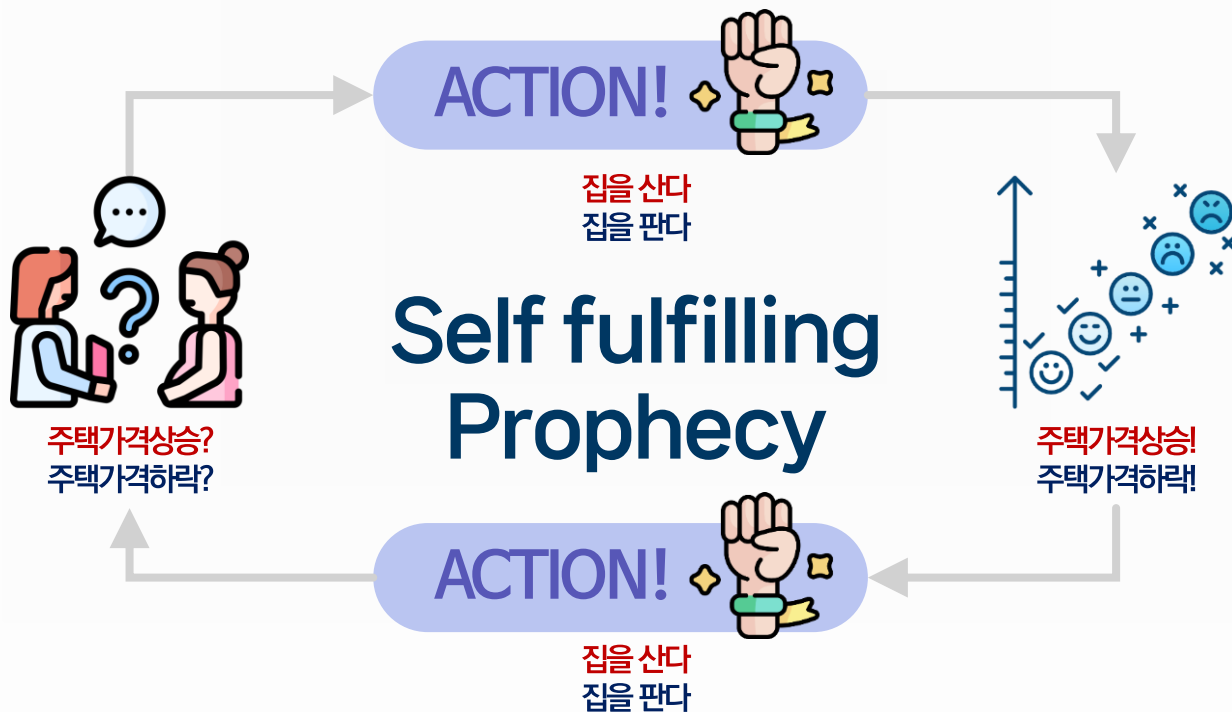 ACTION!
집을 산다
집을 판다
Self fulfilling
Prophecy
주택가격상승?
주택가격하락?
주택가격상승!
주택가격하락!
ACTION!
집을 산다
집을 판다